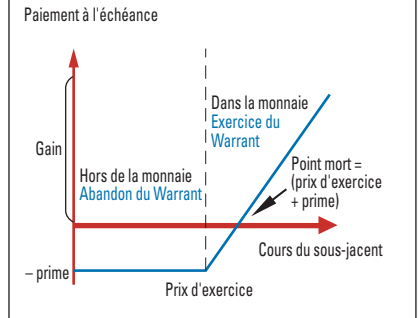 Paiement à l'échéance
Dans la monnaie
Exercice du
Warrant
Gain
Hors de la monnaie
Abandon du Warrant
Point mort =
(prix d'exercice
+ prime)
Cours du sous-jacent
– prime
Prix d'exercice